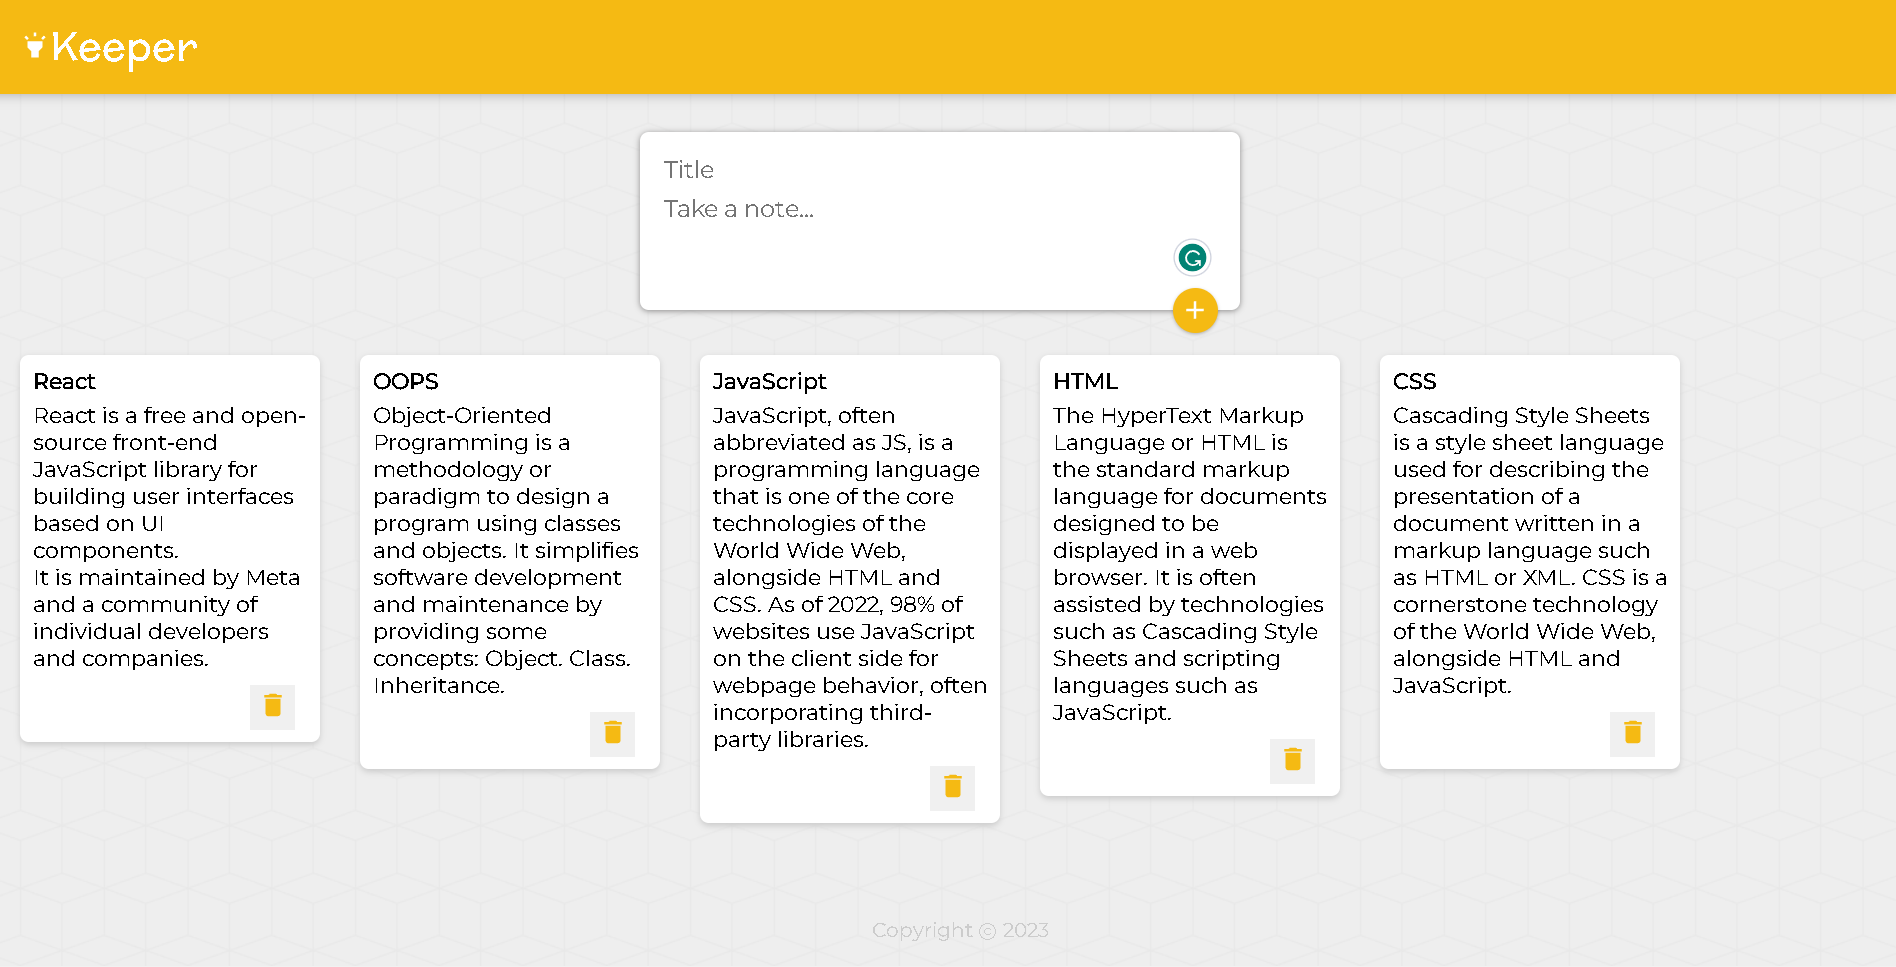 Keeper
Title
Take a note...
React
React is a free and open-
source front-end
JavaScript library for
building user interfaces
based on UI
components.
It is maintained by Meta
and a community of
individual developers
and companies.
OOPS
Object-Oriented
Programming is a
methodology or
paradigm to design a
program using classes
and objects. It simplifies
software development
and maintenance by
providing some
concepts: Object. Class.
Inheritance.
JavaScript
JavaScript, often
abbreviated as JS, is a
programming language
that is one of the core
technologies of the
World Wide Web,
alongside HTML and
CSS. As of 2022, 98% of
websites use JavaScript
on the client side for
webpage behavior, often
incorporating third-
party libraries.
HTML
The HyperText Markup
Language or HTML is
the standard markup
language for documents
designed to be
displayed in a web
browser. It is often
assisted by technologies
such as Cascading Style
Sheets and scripting
languages such as
JavaScript.
CSS
Cascading Style Sheets
is a style sheet language
used for describing the
presentation of a
document written in a
markup language such
as HTML or XML. CSS is a
cornerstone technology
of the World Wide Web,
alongside HTML and
JavaScript.
Copyright © 2023